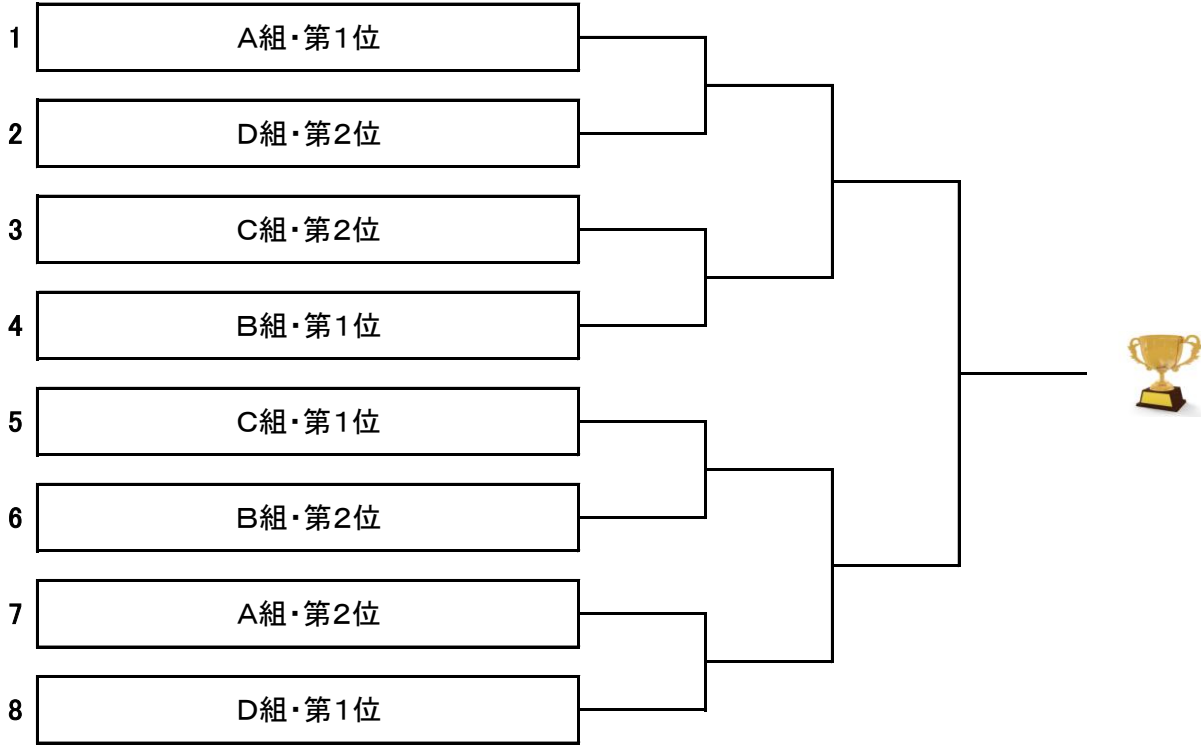 1 A組・第1位
2 D組・第2位
3 C組・第2位
4 B組・第1位
5 C組・第1位
6 B組・第2位
7 A組・第2位
8 D組・第1位